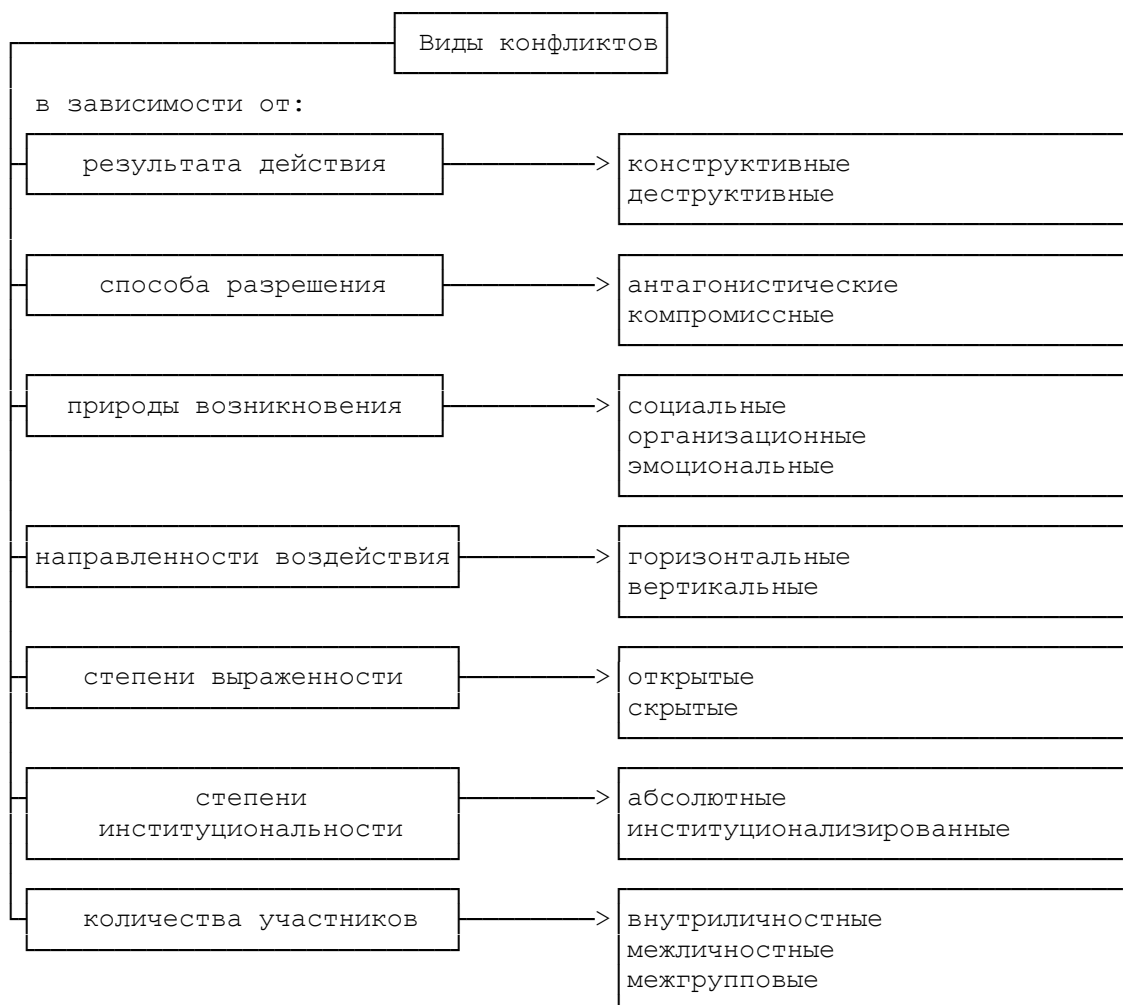 Виды конфликтов
в зависимости от:
результата действия
конструктивные
деструктивные
способа разрешения
антагонистические
компромиссные
природы возникновения
социальные
организационные
эмоциональные
направленности воздействия
горизонтальные
вертикальные
степени выраженности
открытые
скрытые
степени
институциональности
абсолютные
институционализированные
количества участников
внутриличностные
межличностные
межгрупповые